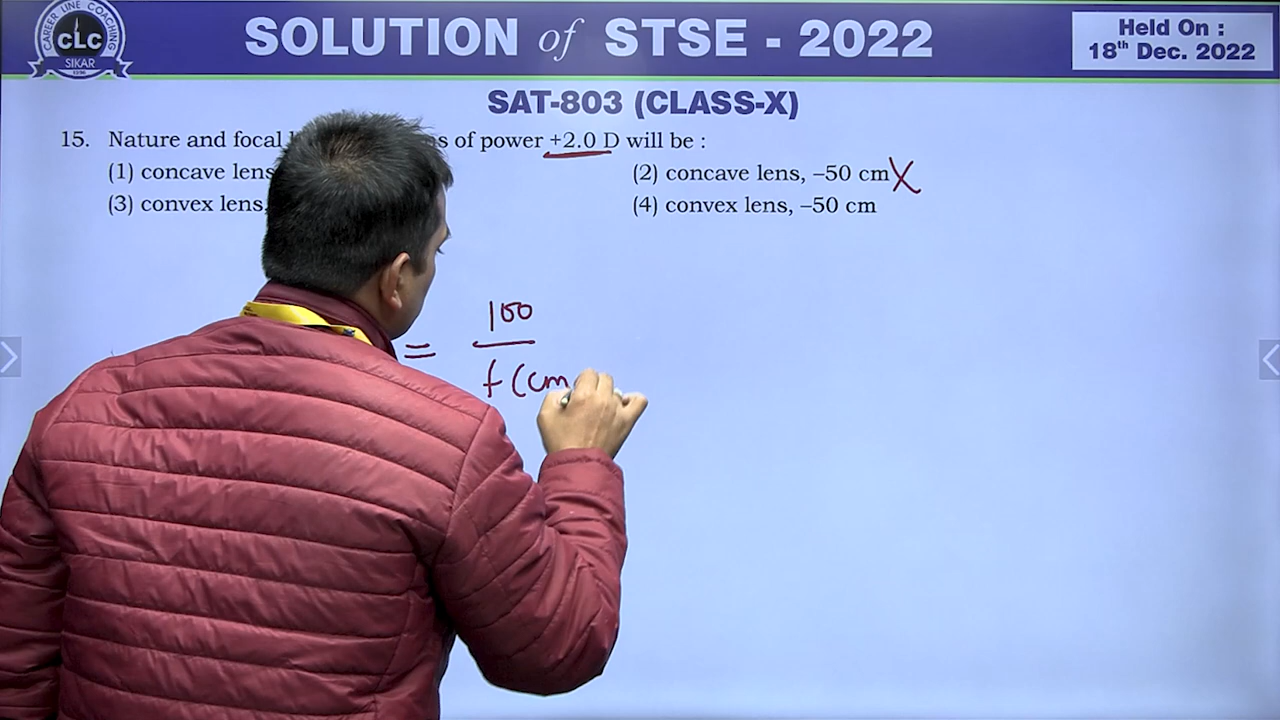 CAREER LINE COACHING
CLC
SIKAR
1996
SOLUTION of STSE - 2022
Held On :
18th Dec. 2022
SAT-803 (CLASS-X)
15. Nature and focal of power +2.0 D will be :
(1) concave lens
(2) concave lens, –50 cm X
(3) convex lens,
(4) convex lens, –50 cm
= 100
f (cm